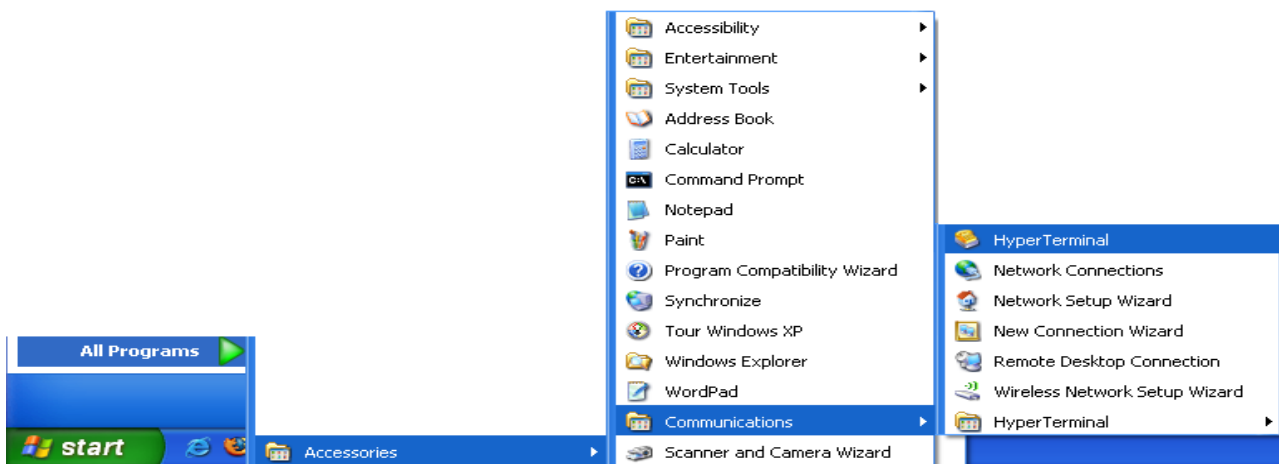 All Programs
start
Accessories
Accessibility
Entertainment
System Tools
Address Book
Calculator
C:\
Command Prompt
Notepad
Paint
Program Compatibility Wizard
Synchronize
Tour Windows XP
Windows Explorer
WordPad
Communications
Scanner and Camera Wizard
HyperTerminal
Network Connections
Network Setup Wizard
New Connection Wizard
Remote Desktop Connection
Wireless Network Setup Wizard
HyperTerminal